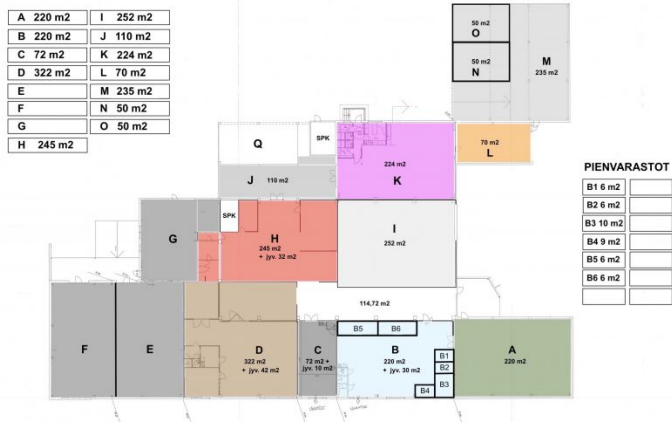 A 220 m2
I 252 m2
B 220 m2
J 110 m2
C 72 m2
K 224 m2
D 322 m2
L 70 m2
E
M 235 m2
F
N 50 m2
G
O 50 m2
H 245 m2
50 m2
O
50 m2
N
M
235 m2
Q
SPK
224 m2
K
70 m2
L
J 110 m2
PIENVARASTOT
B1 6 m2
B2 6 m2
B3 10 m2
B4 9 m2
B5 6 m2
B6 6 m2
G
SPK
H
245 m2
+ jyv. 32 m2
I
252 m2
114,72 m2
F
E
D
322 m2
+ jyv. 42 m2
C
72 m2 +
jyv. 10 m2
B5
B6
B
220 m2
+ jyv. 30 m2
B1
B2
B3
B4
A
220 m2